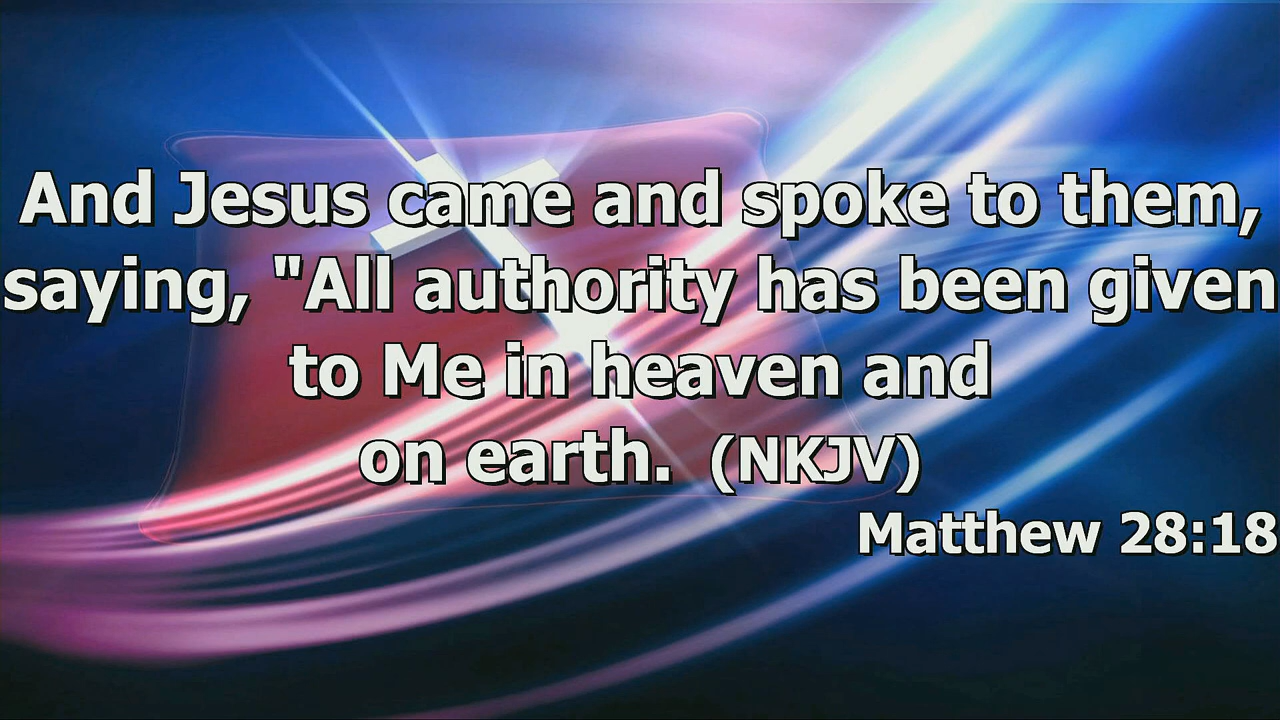 And Jesus came and spoke to them,
saying, "All authority has been given
to Me in heaven and
on earth. (NKJV)
Matthew 28:18